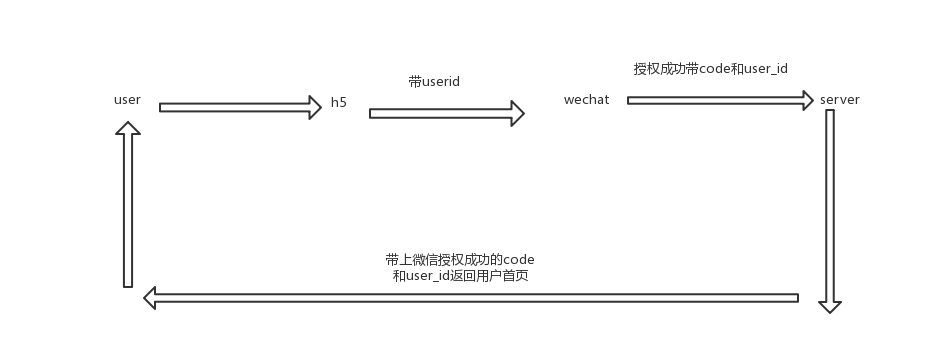 授权成功带code和user_id
带userid
user
h5
wechat
server
带上微信授权成功的code
和user_id返回用户首页